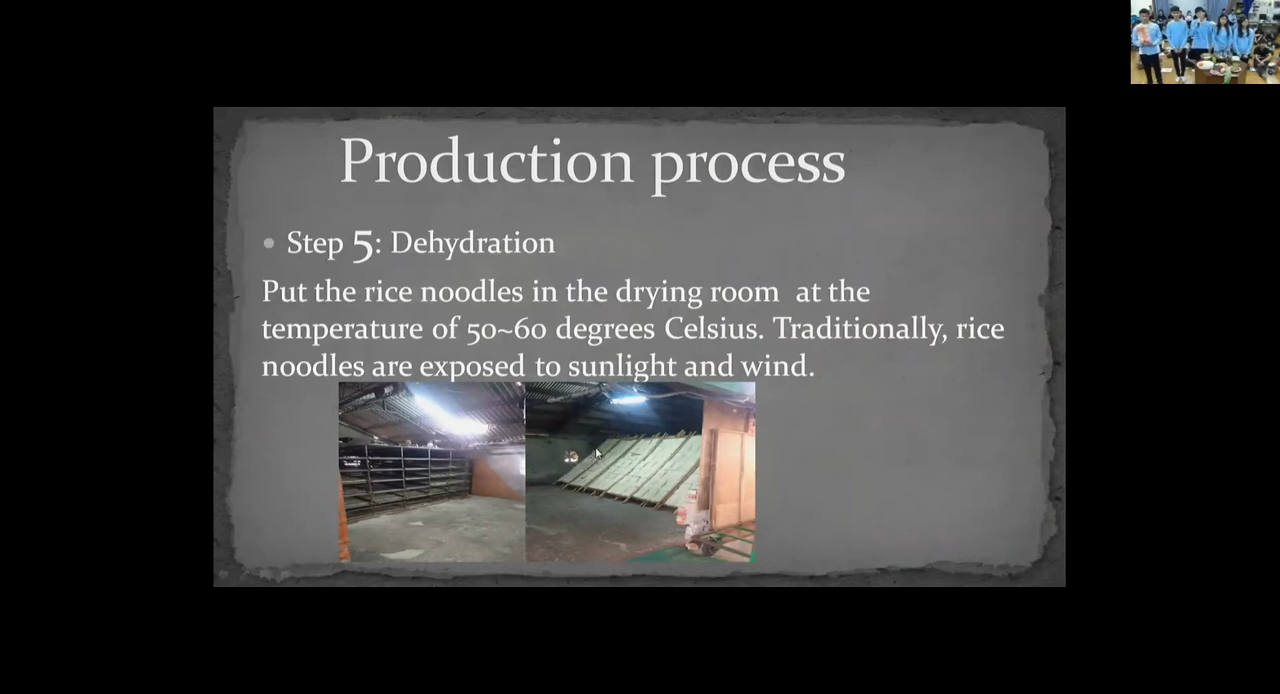 Production process
Step 5: Dehydration
Put the rice noodles in the drying room at the
temperature of 50~60 degrees Celsius. Traditionally, rice
noodles are exposed to sunlight and wind.